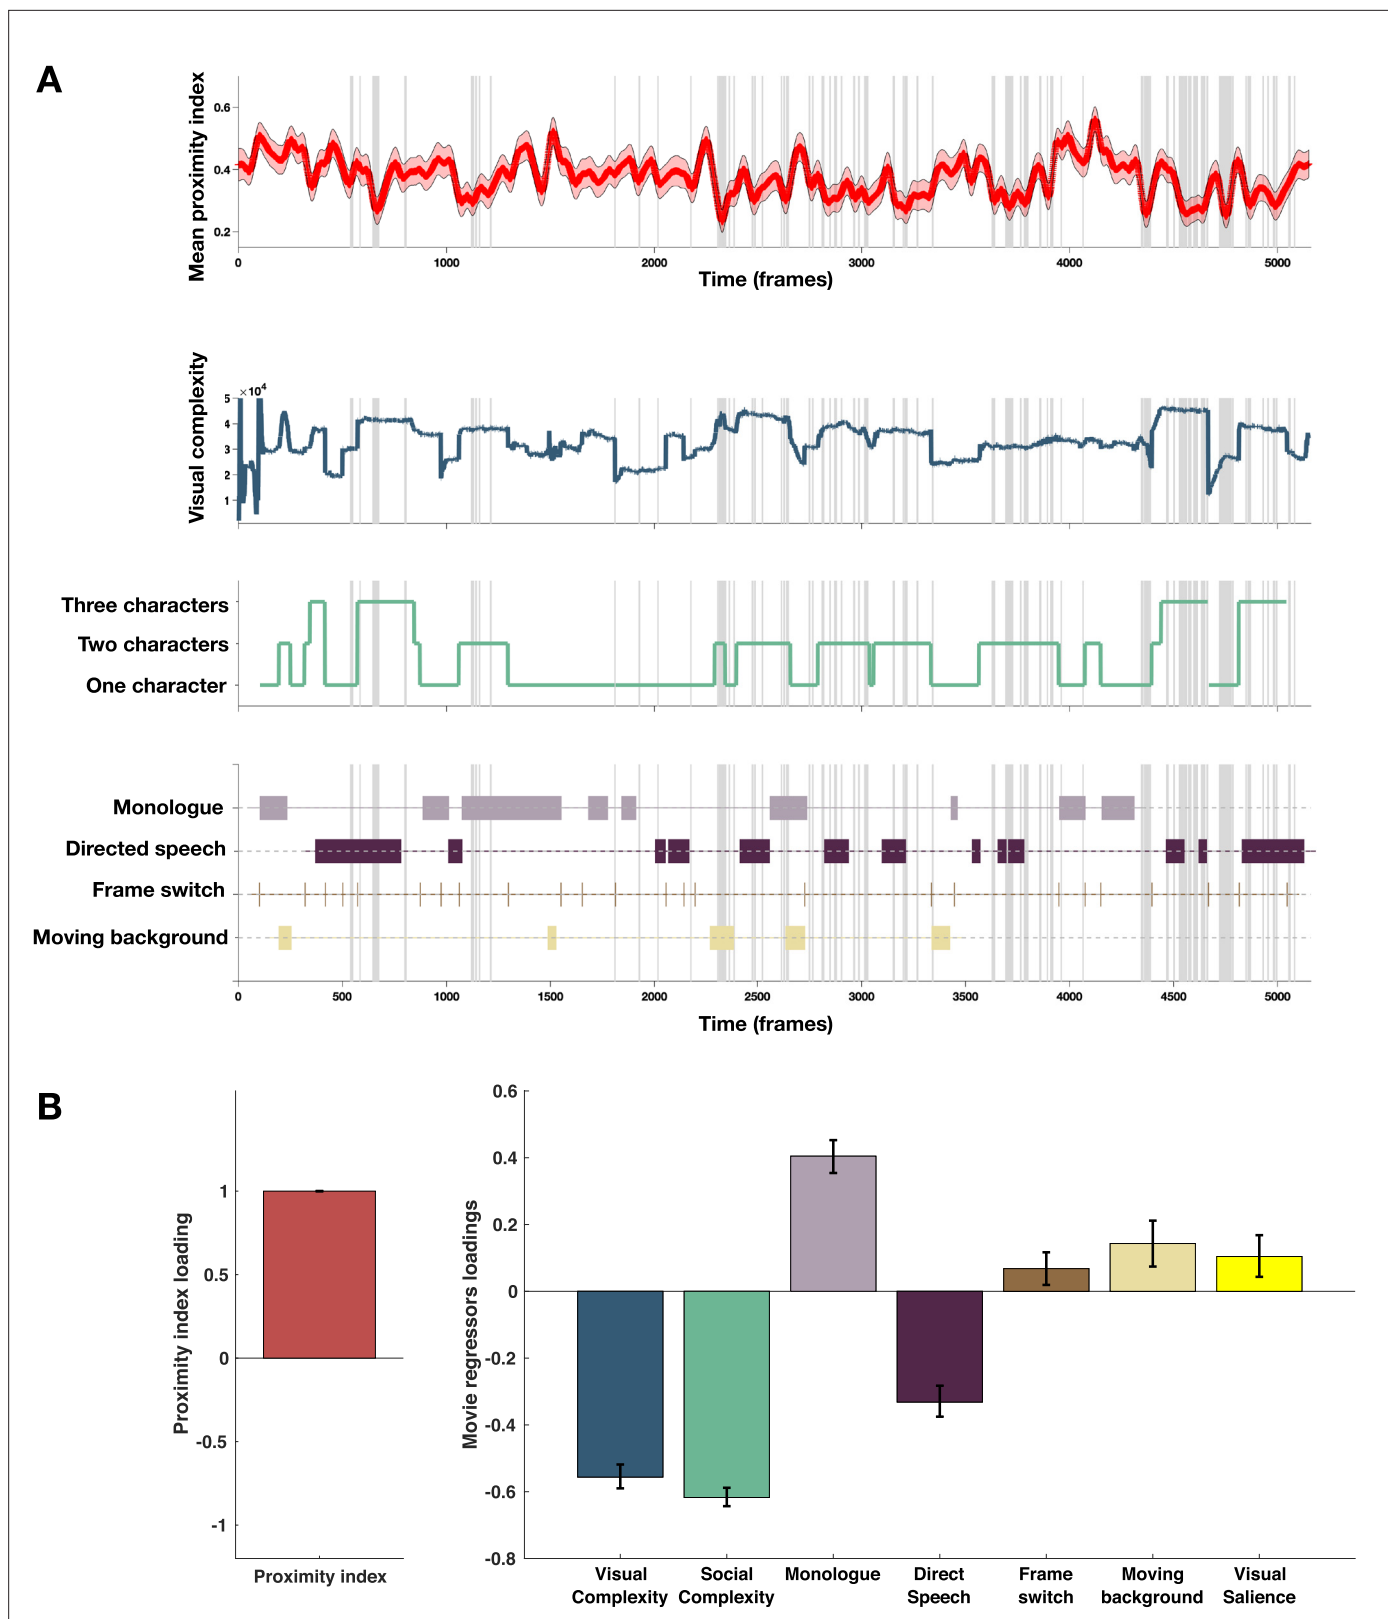 A
Mean proximity index
0.6
0.4
0.2
0 1000 2000 3000 4000 5000
Time (frames)
Visual complexity
×10⁴
5
4
3
2
1
Three characters
Two characters
One character
Monologue
Directed speech
Frame switch
Moving background
0 500 1000 1500 2000 2500 3000 3500 4000 4500 5000
Time (frames)
B
Proximity index loading
1
0.5
0
-0.5
-1
Proximity index
Movie regressors loadings
0.6
0.4
0.2
0
-0.2
-0.4
-0.6
-0.8
Visual Complexity
Social Complexity
Monologue
Direct Speech
Frame switch
Moving background
Visual Salience